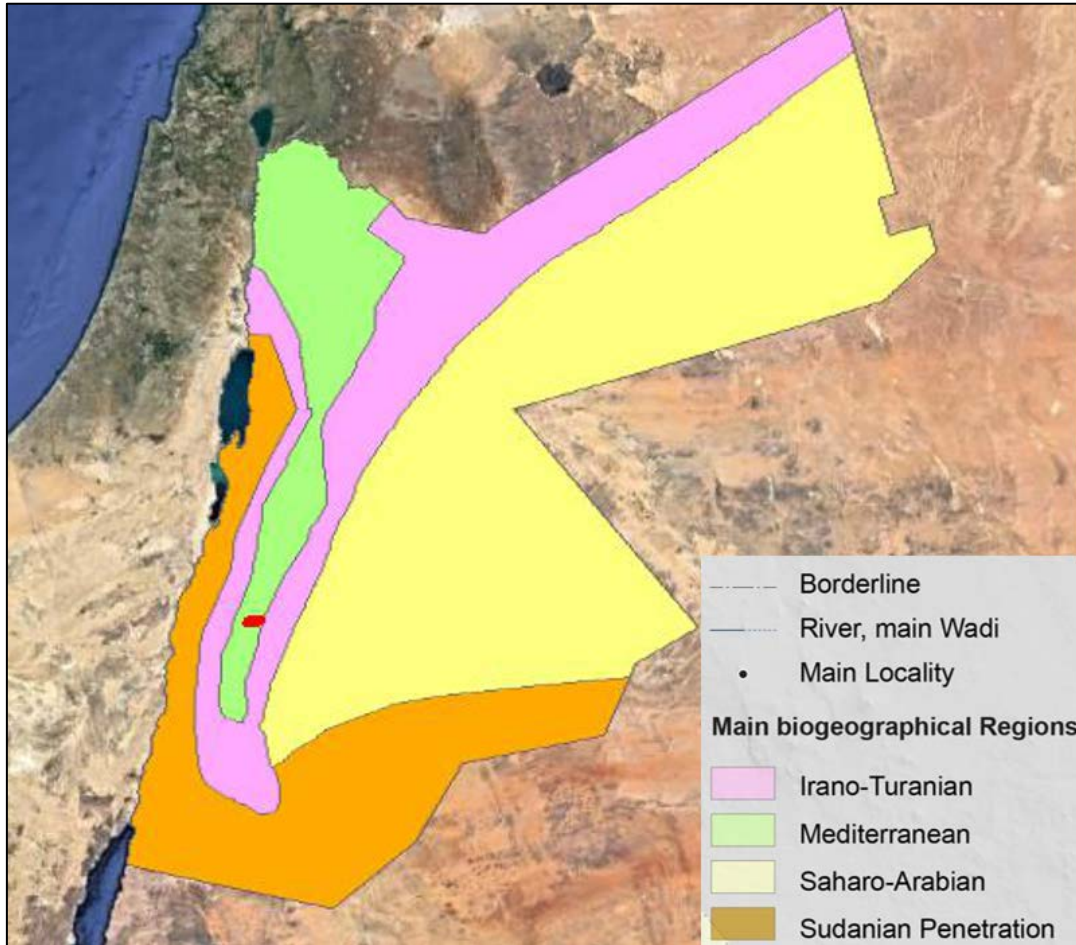 Borderline
River, main Wadi
Main Locality
Main biogeographical Regions
Irano-Turanian
Mediterranean
Saharo-Arabian
Sudanian Penetration